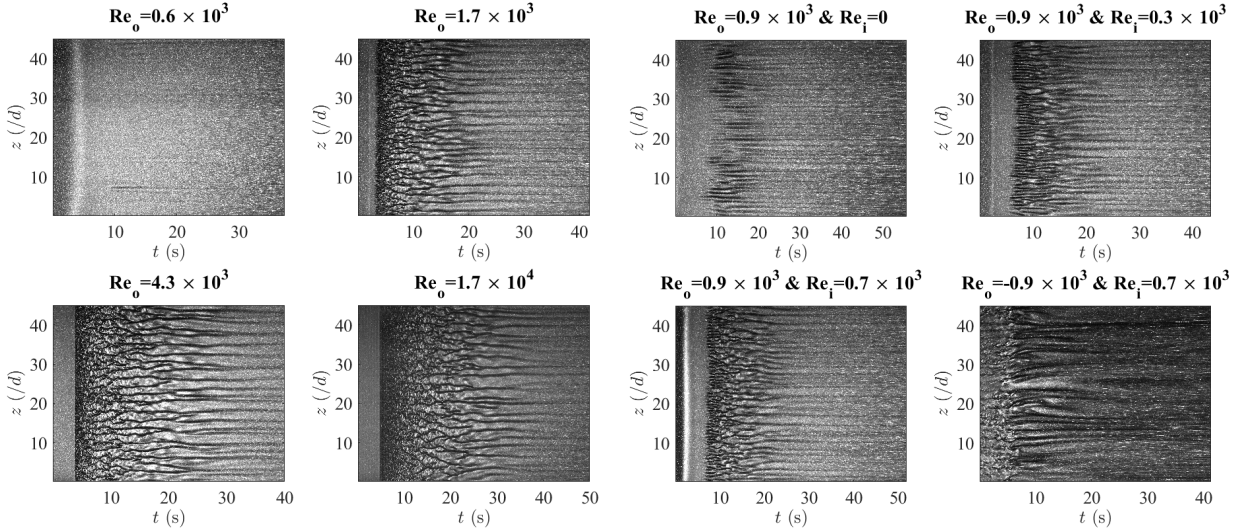 Re_o=0.6 × 10^3
Re_o=1.7 × 10^3
Re_o=0.9 × 10^3 & Re_i=0
Re_o=0.9 × 10^3 & Re_i=0.3 × 10^3
z (/d)
40
30
20
10
10 20 30
t (s)
z (/d)
40
30
20
10
10 20 30 40
t (s)
z (/d)
40
30
20
10
10 20 30 40 50
t (s)
z (/d)
40
30
20
10
10 20 30 40
t (s)
Re_o=4.3 × 10^3
Re_o=1.7 × 10^4
Re_o=0.9 × 10^3 & Re_i=0.7 × 10^3
Re_o=-0.9 × 10^3 & Re_i=0.7 × 10^3
z (/d)
40
30
20
10
10 20 30 40
t (s)
z (/d)
40
30
20
10
10 20 30 40 50
t (s)
z (/d)
40
30
20
10
10 20 30 40 50
t (s)
z (/d)
40
30
20
10
10 20 30 40
t (s)